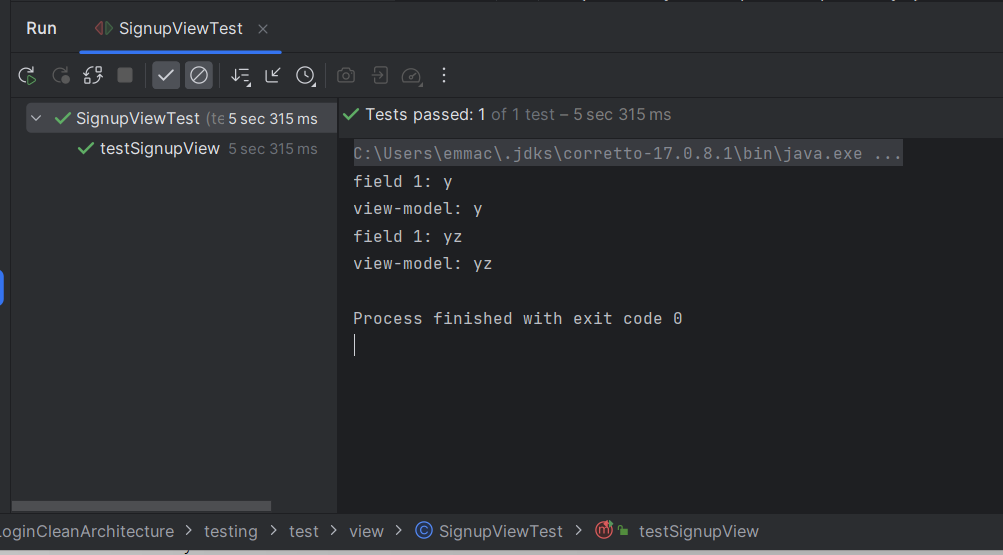 Run SignupViewTest
SignupViewTest 5 sec 315 ms
testSignupView 5 sec 315 ms
Tests passed: 1 of 1 test – 5 sec 315 ms
C:\Users\emmac\.jdks\corretto-17.0.8.1\bin\java.exe ...
field 1: y
view-model: y
field 1: yz
view-model: yz
Process finished with exit code 0
LoginCleanArchitecture > testing > test > view > SignupViewTest > testSignupView